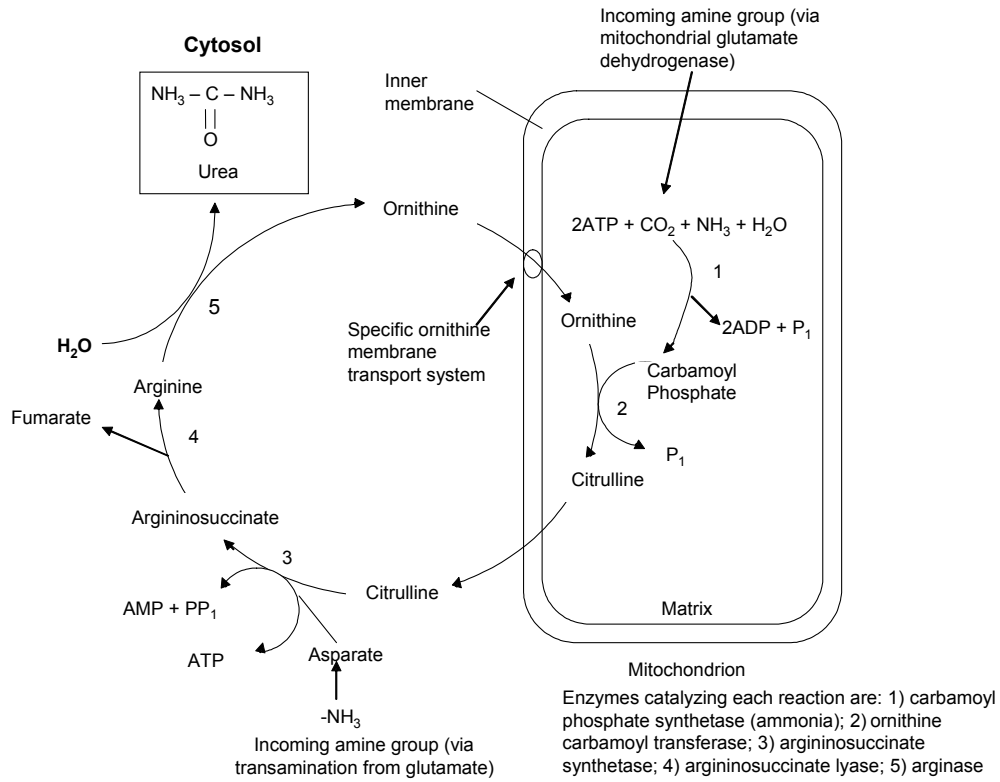 Cytosol
NH₃ – C – NH₃
O
Urea
Incoming amine group (via
mitochondrial glutamate
dehydrogenase)
Inner
membrane
Ornithine
2ATP + CO₂ + NH₃ + H₂O
1
5
H₂O
Specific ornithine
membrane
transport system
Ornithine
2ADP + P₁
Carbamoyl
Phosphate
Arginine
Fumarate
4
2
P₁
Citrulline
Argininosuccinate
3
Citrulline
AMP + PP₁
ATP
Asparate
Matrix
-NH₃
Incoming amine group (via
transamination from glutamate)
Mitochondrion
Enzymes catalyzing each reaction are: 1) carbamoyl
phosphate synthetase (ammonia); 2) ornithine
carbamoyl transferase; 3) argininosuccinate
synthetase; 4) argininosuccinate lyase; 5) arginase